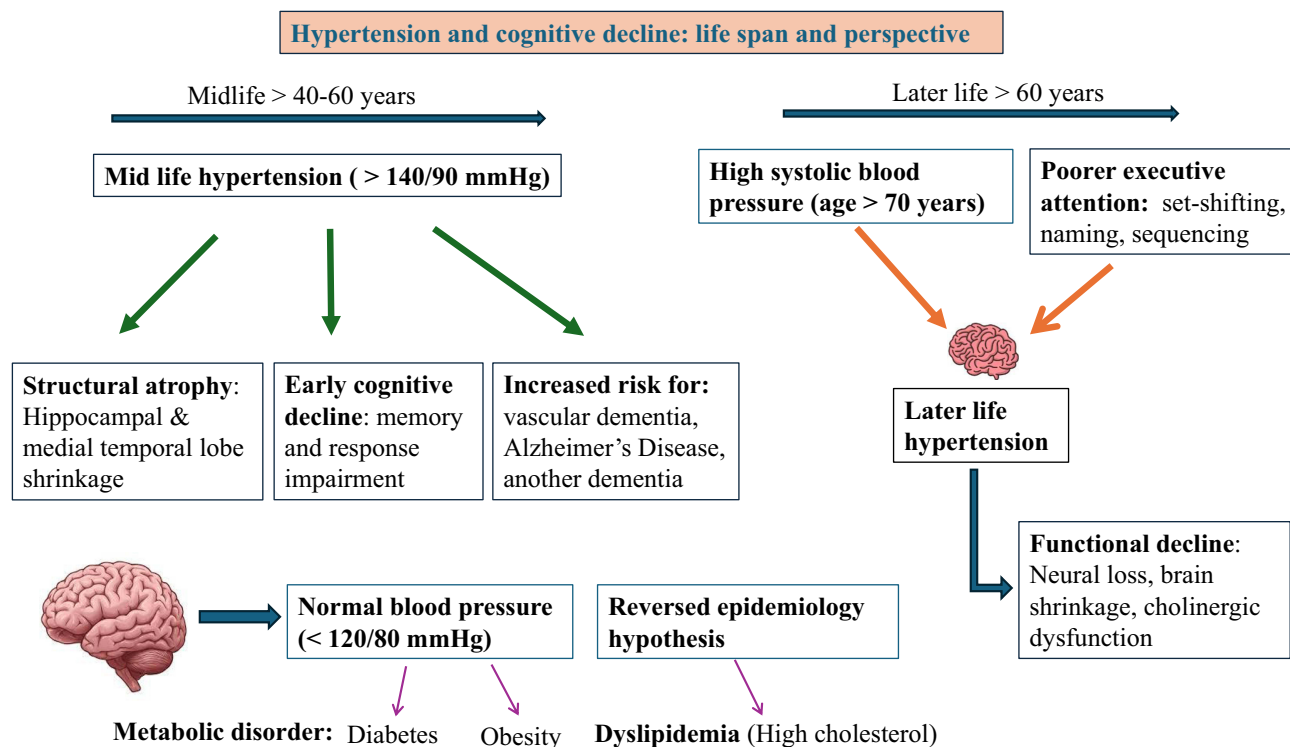 Hypertension and cognitive decline: life span and perspective
Midlife > 40-60 years
Later life > 60 years
Mid life hypertension ( > 140/90 mmHg)
High systolic blood
pressure (age > 70 years)
Poorer executive
attention: set-shifting,
naming, sequencing
Structural atrophy:
Hippocampal &
medial temporal lobe
shrinkage
Early cognitive
decline: memory
and response
impairment
Increased risk for:
vascular dementia,
Alzheimer’s Disease,
another dementia
Later life
hypertension
Functional decline:
Neural loss, brain
shrinkage, cholinergic
dysfunction
Normal blood pressure
(< 120/80 mmHg)
Reversed epidemiology
hypothesis
Metabolic disorder: Diabetes Obesity Dyslipidemia (High cholesterol)